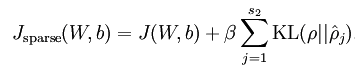 J_sparse(W, b) = J(W, b) + β ∑_{j=1}^{s_2} KL(ρ||ρ̂_j).